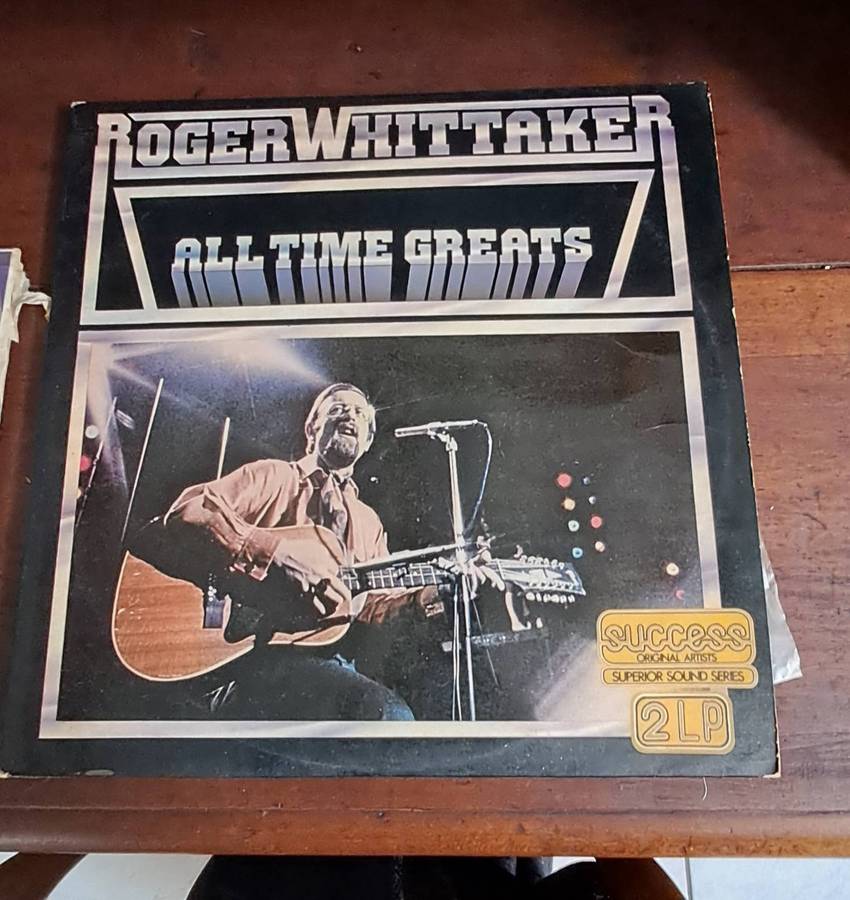 ROGER WHITTAKER
ALL TIME GREATS
success
ORIGINAL ARTISTS
SUPERIOR SOUND SERIES
2 LP